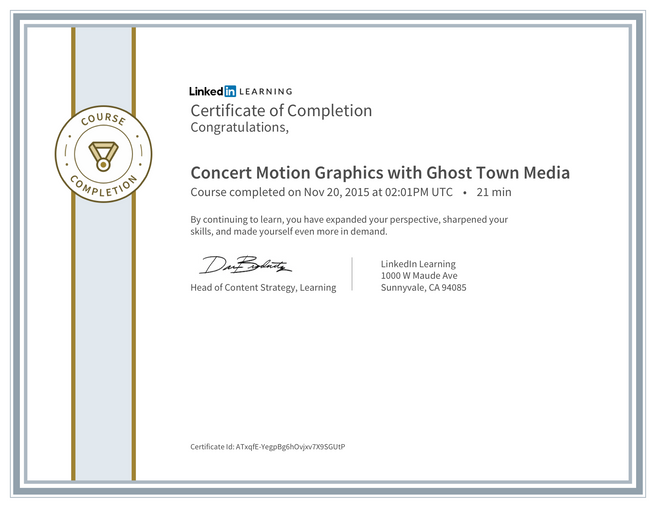 Linked in LEARNING
Certificate of Completion
Congratulations,
COURSE
COMPLETION
Concert Motion Graphics with Ghost Town Media
Course completed on Nov 20, 2015 at 02:01PM UTC • 21 min
By continuing to learn, you have expanded your perspective, sharpened your
skills, and made yourself even more in demand.
Head of Content Strategy, Learning
LinkedIn Learning
1000 W Maude Ave
Sunnyvale, CA 94085
Certificate Id: ATxqfE-YegpBg6hOvjxv7X9SGUtP